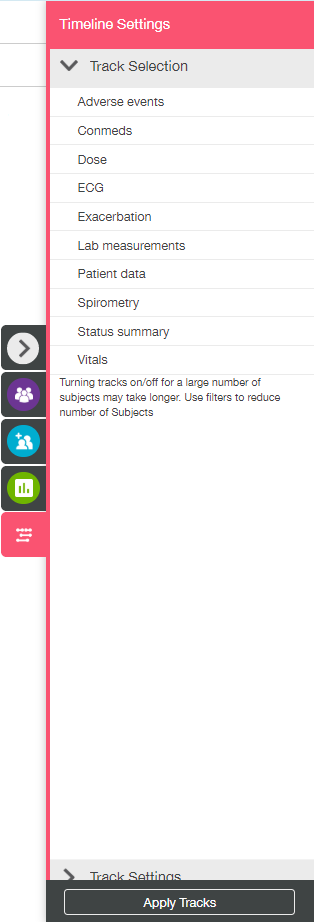 Timeline Settings
Track Selection
Adverse events
Conmeds
Dose
ECG
Exacerbation
Lab measurements
Patient data
Spirometry
Status summary
Vitals
Turning tracks on/off for a large number of
subjects may take longer. Use filters to reduce
number of Subjects
Track Settings
Apply Tracks